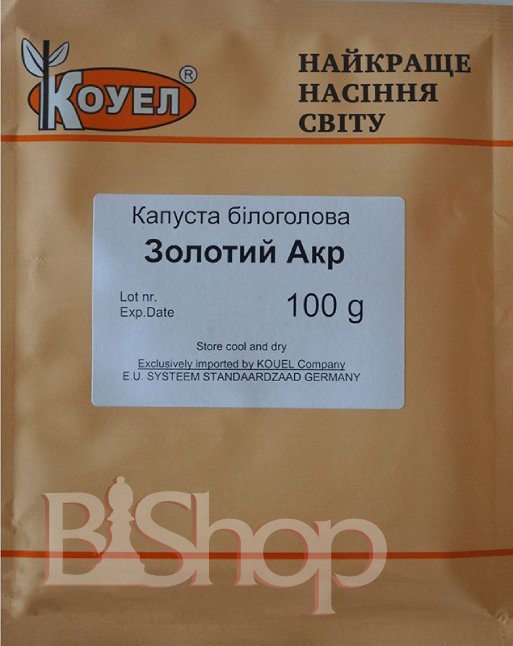 КОУЕЛ®
НАЙКРАЩЕ
НАСІННЯ
СВІТУ
Капуста білоголова
Золотий Акр
Lot nr.
Exp.Date
100 g
Store cool and dry
Exclusively imported by KOUEL Company
E.U. SYSTEEM STANDAARDZAAD GERMANY
BiShop